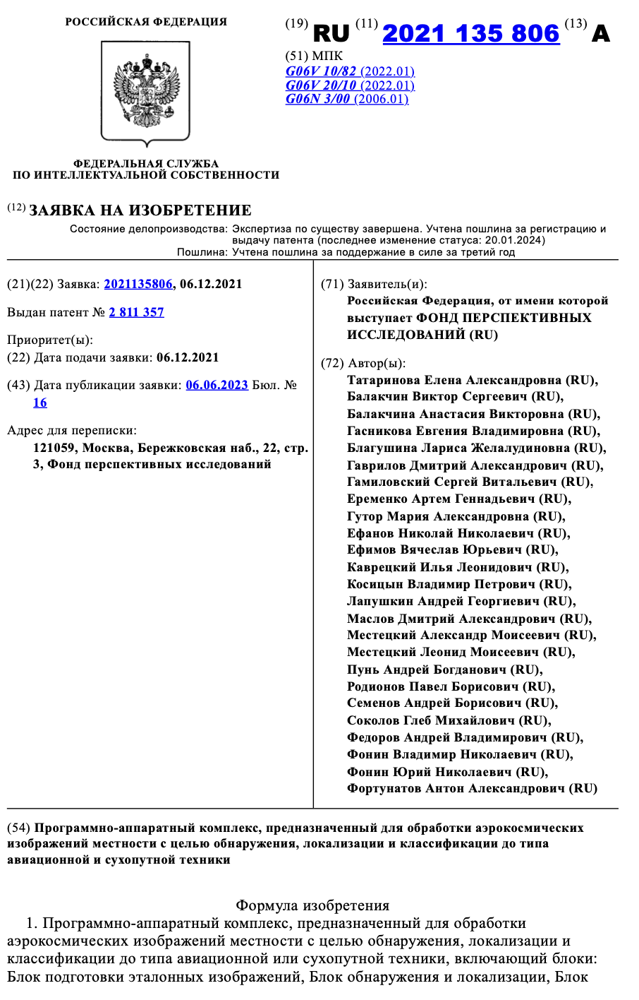 РОССИЙСКАЯ ФЕДЕРАЦИЯ
ФЕДЕРАЛЬНАЯ СЛУЖБА
ПО ИНТЕЛЛЕКТУАЛЬНОЙ СОБСТВЕННОСТИ
(19) RU (11) 2021 135 806 (13) A
(51) МПК
G06V 10/82 (2022.01)
G06V 20/10 (2022.01)
G06N 3/00 (2006.01)
(12) ЗАЯВКА НА ИЗОБРЕТЕНИЕ
Состояние делопроизводства: Экспертиза по существу завершена. Учтена пошлина за регистрацию и
выдачу патента (последнее изменение статуса: 20.01.2024)
Пошлина: Учтена пошлина за поддержание в силе за третий год
(21)(22) Заявка: 2021135806, 06.12.2021
Выдан патент № 2 811 357
Приоритет(ы):
(22) Дата подачи заявки: 06.12.2021
(43) Дата публикации заявки: 06.06.2023 Бюл. №
16
Адрес для переписки:
121059, Москва, Бережковская наб., 22, стр.
3, Фонд перспективных исследований
(71) Заявитель(и):
Российская Федерация, от имени которой
выступает ФОНД ПЕРСПЕКТИВНЫХ
ИССЛЕДОВАНИЙ (RU)
(72) Автор(ы):
Татаринова Елена Александровна (RU),
Балакчин Виктор Сергеевич (RU),
Балакчина Анастасия Викторовна (RU),
Гасникова Евгения Владимировна (RU),
Благушина Лариса Желалудиновна (RU),
Гаврилов Дмитрий Александрович (RU),
Гамиловский Сергей Витальевич (RU),
Еременко Артем Геннадьевич (RU),
Гутор Мария Александровна (RU),
Ефанов Николай Николаевич (RU),
Ефимов Вячеслав Юрьевич (RU),
Каврецкий Илья Леонидович (RU),
Косицын Владимир Петрович (RU),
Лапушкин Андрей Георгиевич (RU),
Маслов Дмитрий Александрович (RU),
Местецкий Александр Моисеевич (RU),
Местецкий Леонид Моисеевич (RU),
Пунь Андрей Богданович (RU),
Родионов Павел Борисович (RU),
Семенов Андрей Борисович (RU),
Соколов Глеб Михайлович (RU),
Федоров Андрей Владимирович (RU),
Фонин Владимир Николаевич (RU),
Фонин Юрий Николаевич (RU),
Фортунатов Антон Александрович (RU)
(54) Программно-аппаратный комплекс, предназначенный для обработки аэрокосмических
изображений местности с целью обнаружения, локализации и классификации до типа
авиационной и сухопутной техники
Формула изобретения
1. Программно-аппаратный комплекс, предназначенный для обработки
аэрокосмических изображений местности с целью обнаружения, локализации и
классификации до типа авиационной или сухопутной техники, включающий блоки:
Блок подготовки эталонных изображений, Блок обнаружения и локализации, Блок